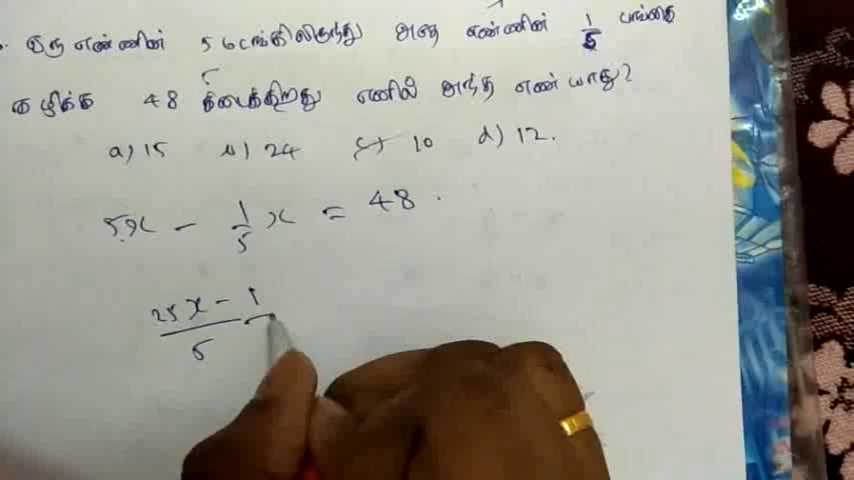 ஒரு எண்ணின் 5 மடங்கிலிருந்து அதே எண்ணின் 1/5 பங்கை
கழிக்க 48 கிடைக்கிறது எனில் அந்த எண் யாது?
a) 15 b) 24 c) 10 d) 12.
5x - 1/5 x = 48.
25x - 1
5